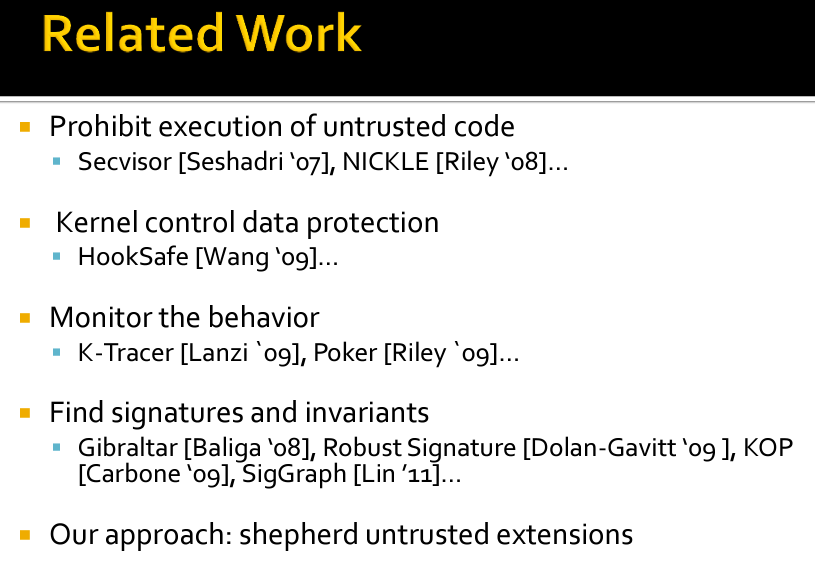 Related Work
Prohibit execution of untrusted code
Secvisor [Seshadri ‘07], NICKLE [Riley ‘08]…
Kernel control data protection
HookSafe [Wang ‘09]…
Monitor the behavior
K-Tracer [Lanzi `09], Poker [Riley `09]…
Find signatures and invariants
Gibraltar [Baliga ‘08], Robust Signature [Dolan-Gavitt ‘09 ], KOP
[Carbone ‘09], SigGraph [Lin ’11]…
Our approach: shepherd untrusted extensions